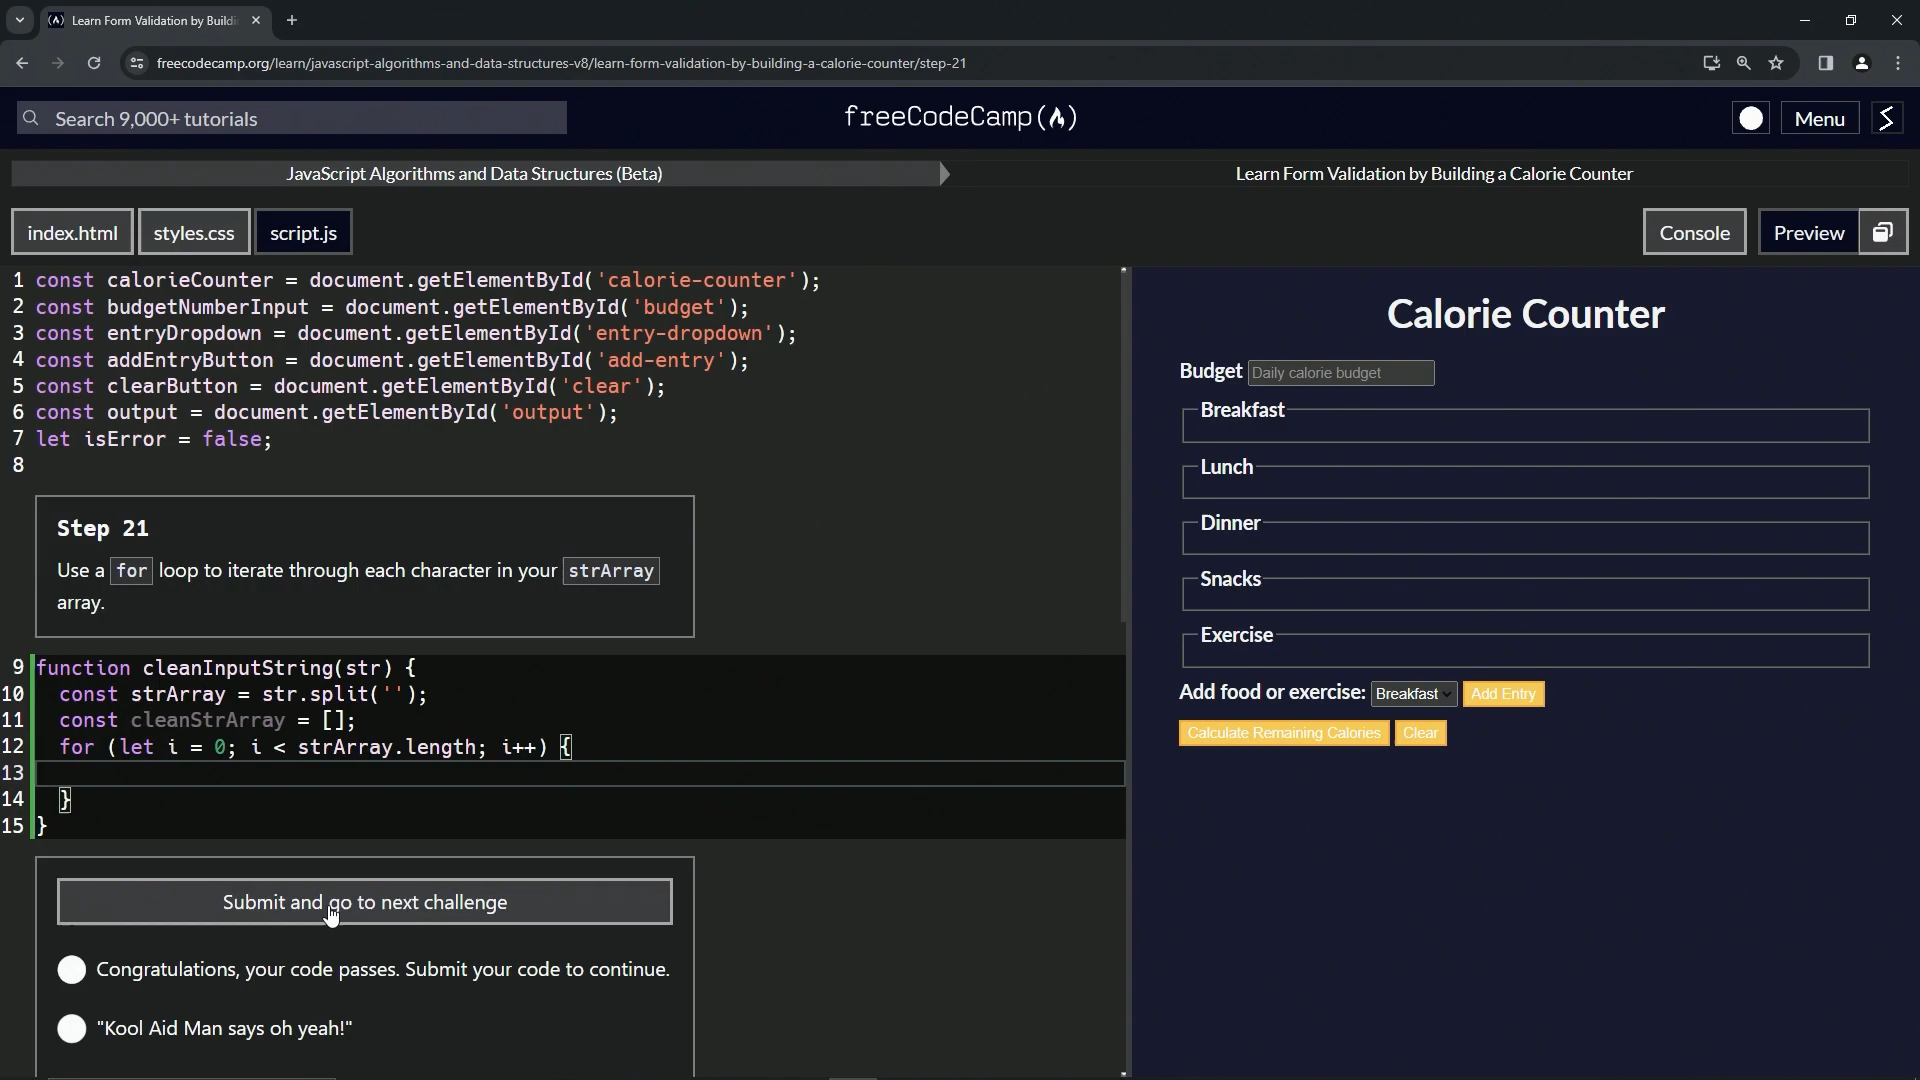 Learn Form Validation by Buildi
freecodecamp.org/learn/javascript-algorithms-and-data-structures-v8/learn-form-validation-by-building-a-calorie-counter/step-21
Search 9,000+ tutorials
freeCodeCamp
Menu
JavaScript Algorithms and Data Structures (Beta)
Learn Form Validation by Building a Calorie Counter
index.html
styles.css
script.js
Console
Preview
1 const calorieCounter = document.getElementById('calorie-counter');
2 const budgetNumberInput = document.getElementById('budget');
3 const entryDropdown = document.getElementById('entry-dropdown');
4 const addEntryButton = document.getElementById('add-entry');
5 const clearButton = document.getElementById('clear');
6 const output = document.getElementById('output');
7 let isError = false;
8
Step 21
Use a for loop to iterate through each character in your strArray
array.
9 function cleanInputString(str) {
10 const strArray = str.split('');
11 const cleanStrArray = [];
12 for (let i = 0; i < strArray.length; i++) {
13
14 }
15 }
Submit and go to next challenge
Congratulations, your code passes. Submit your code to continue.
"Kool Aid Man says oh yeah!"
Calorie Counter
Budget Daily calorie budget
Breakfast
Lunch
Dinner
Snacks
Exercise
Add food or exercise: Breakfast Add Entry
Calculate Remaining Calories Clear